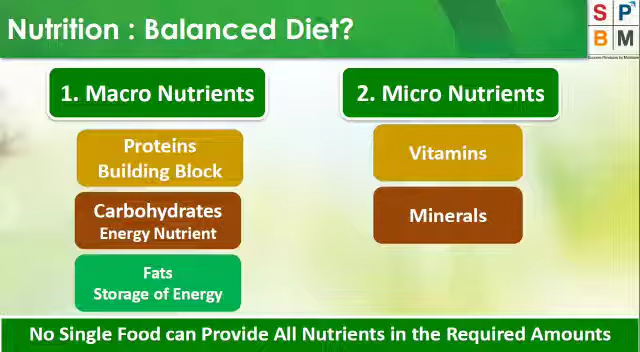 Nutrition : Balanced Diet?
S P
B M
1. Macro Nutrients
Proteins
Building Block
Carbohydrates
Energy Nutrient
Fats
Storage of Energy
2. Micro Nutrients
Vitamins
Minerals
No Single Food can Provide All Nutrients in the Required Amounts